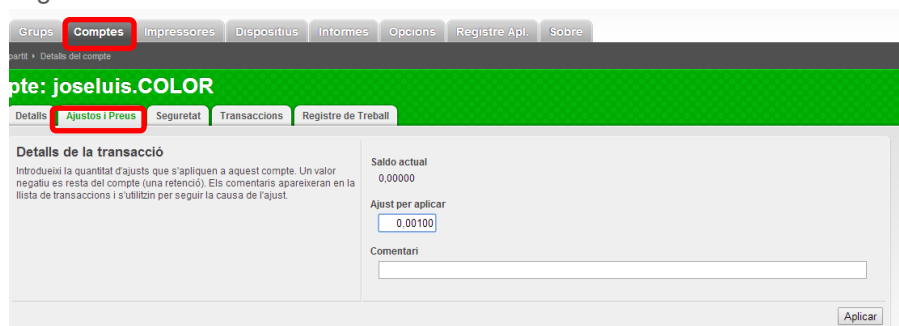 Grups Comptes Impressores Dispositius Informes Opcions Registre Apl. Sobre
partit › Detalls del compte
pte: joseluis.COLOR
Detalls Ajustos i Preus Seguretat Transaccions Registre de Treball
Detalls de la transacció
Introdueixi la quantitat d'ajusts que s'apliquen a aquest compte. Un valor
negatiu es resta del compte (una retenció). Els comentaris apareixeran en la
llista de transaccions i s'utilitzin per seguir la causa de l'ajust.
Saldo actual
0,00000
Ajust per aplicar
0,00100
Comentari
Aplicar